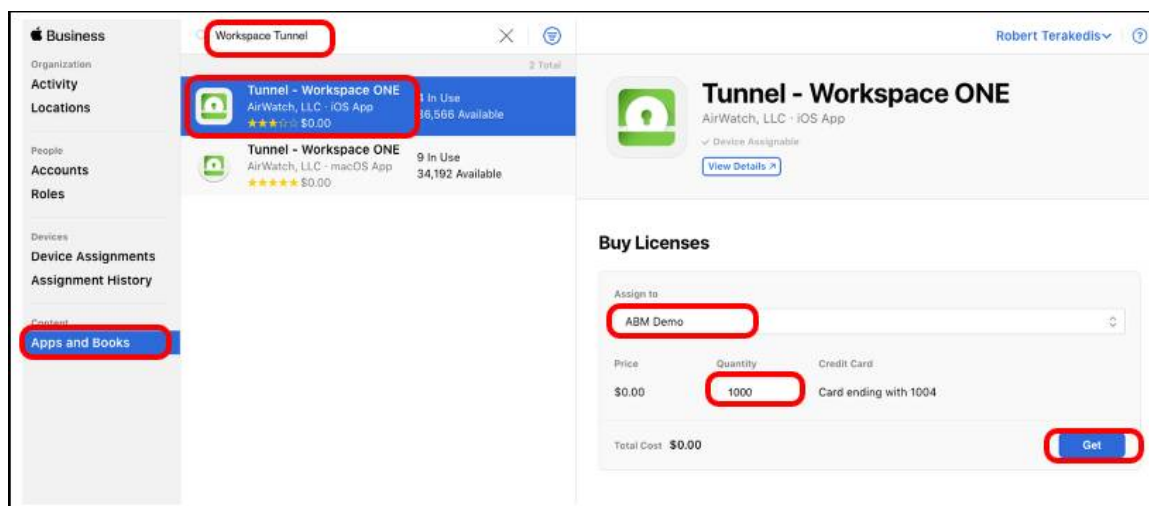 Business
Organization
Activity
Locations
People
Accounts
Roles
Devices
Device Assignments
Assignment History
Content
Apps and Books
Workspace Tunnel
2 Total
Tunnel - Workspace ONE
AirWatch, LLC · iOS App
$0.00
In Use
36,566 Available
Tunnel - Workspace ONE
AirWatch, LLC · macOS App
★★★★★ $0.00
9 In Use
34,192 Available
Robert Terakedis
?
Tunnel - Workspace ONE
AirWatch, LLC · iOS App
✓ Device Assignable
View Details ↗
Buy Licenses
Assign to
ABM Demo
Price Quantity Credit Card
$0.00 1000 Card ending with 1004
Total Cost $0.00
Get